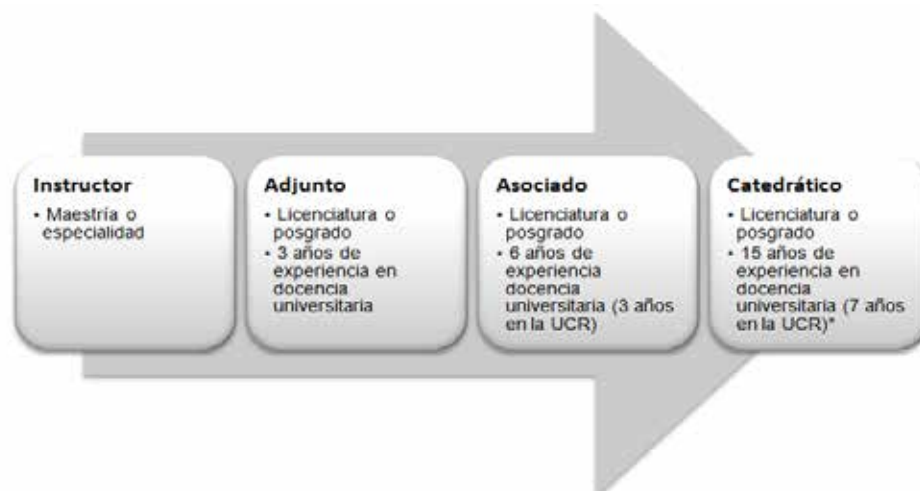 Instructor
• Maestría o
especialidad
Adjunto
• Licenciatura o
posgrado
• 3 años de
experiencia en
docencia
universitaria
Asociado
• Licenciatura o
posgrado
• 6 años de
experiencia
docencia
universitaria (3 años
en la UCR)
Catedrático
• Licenciatura o
posgrado
• 15 años de
experiencia en
docencia
universitaria (7 años
en la UCR)*